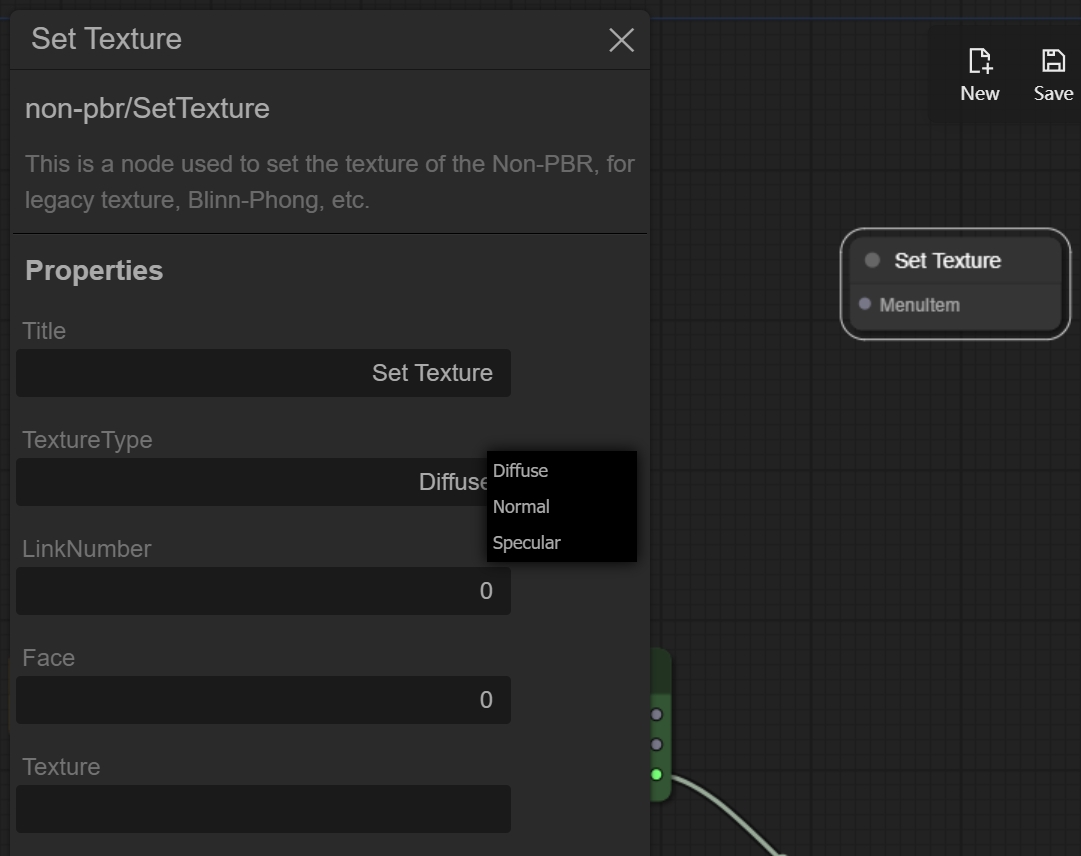 Set Texture
New
Save
non-pbr/SetTexture
This is a node used to set the texture of the Non-PBR, for
legacy texture, Blinn-Phong, etc.
Set Texture
MenuItem
Properties
Title
Set Texture
TextureType
Diffuse
Diffuse
Normal
Specular
LinkNumber
0
Face
0
Texture